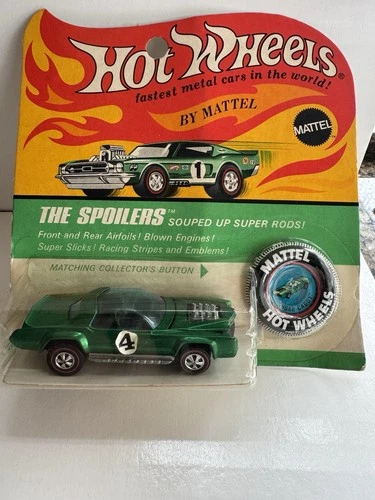 Hot Wheels®
fastest metal cars in the world!
BY MATTEL
MATTEL
1
THE SPOILERS™ SOUPED UP SUPER RODS!
Front and Rear Airfoils! Blown Engines!
Super Slicks! Racing Stripes and Emblems!
MATCHING COLLECTOR'S BUTTON
MATTEL
HOT WHEELS
4